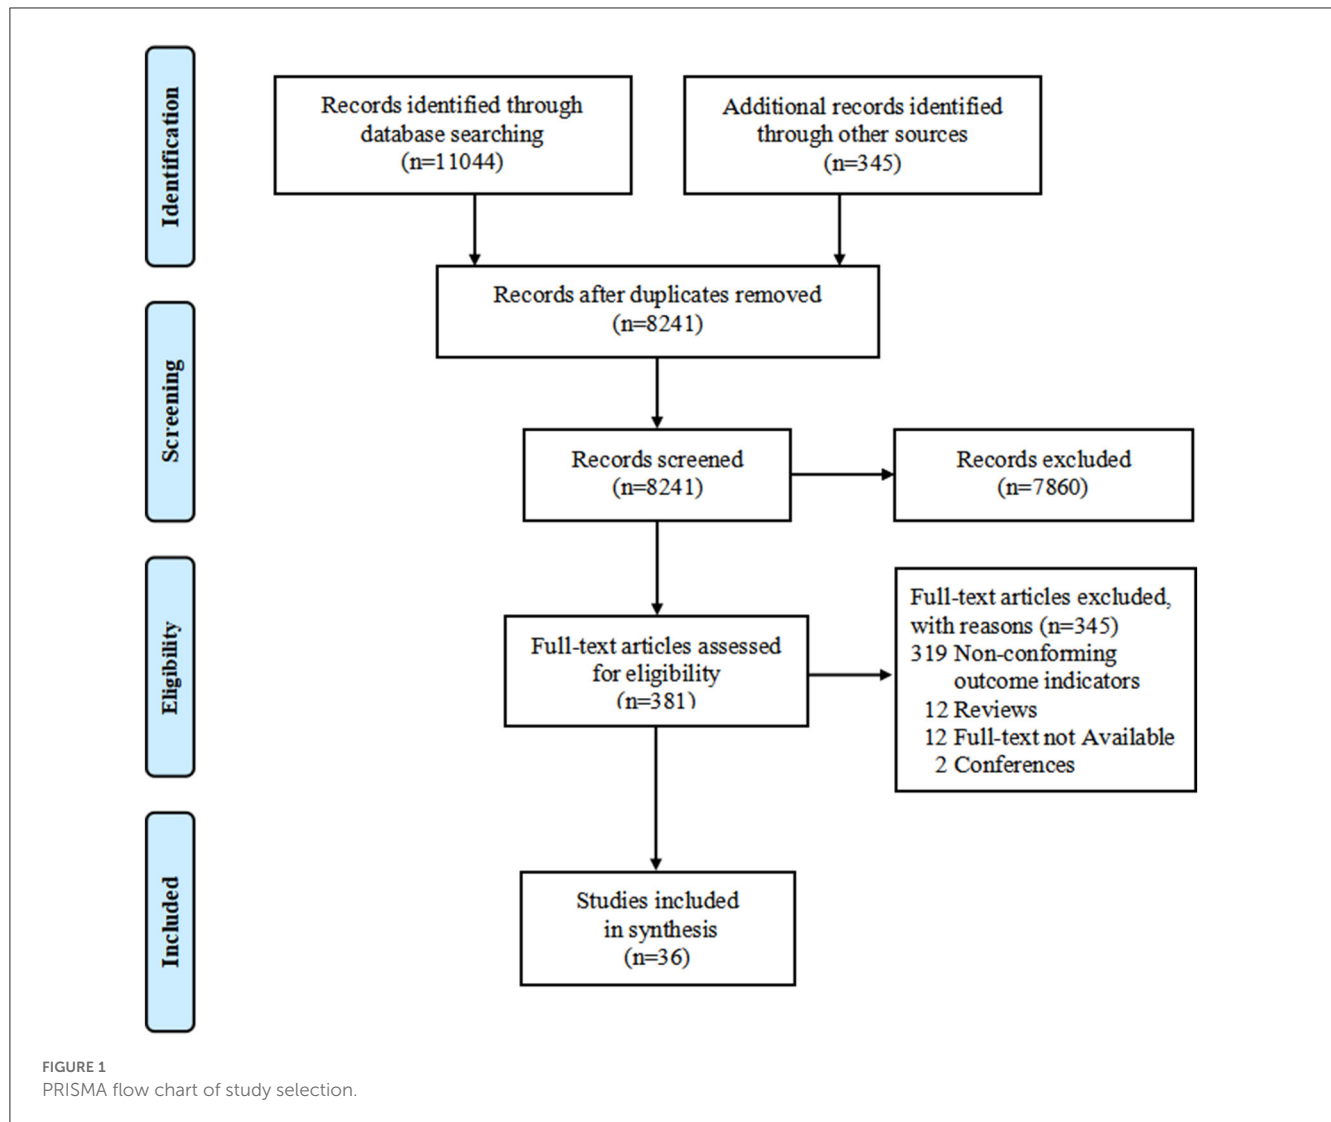 Identification
Records identified through
database searching
(n=11044)
Additional records identified
through other sources
(n=345)
Records after duplicates removed
(n=8241)
Screening
Records screened
(n=8241)
Records excluded
(n=7860)
Eligibility
Full-text articles assessed
for eligibility
(n=381)
Full-text articles excluded,
with reasons (n=345)
319 Non-conforming
outcome indicators
12 Reviews
12 Full-text not Available
2 Conferences
Included
Studies included
in synthesis
(n=36)
FIGURE 1
PRISMA flow chart of study selection.